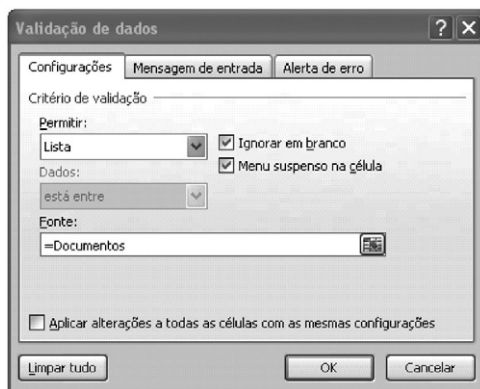 Validação de dados
Configurações Mensagem de entrada Alerta de erro
Critério de validação
Permitir:
Lista
Ignorar em branco
Menu suspenso na célula
Dados:
está entre
Fonte:
=Documentos
Aplicar alterações a todas as células com as mesmas configurações
Limpar tudo OK Cancelar